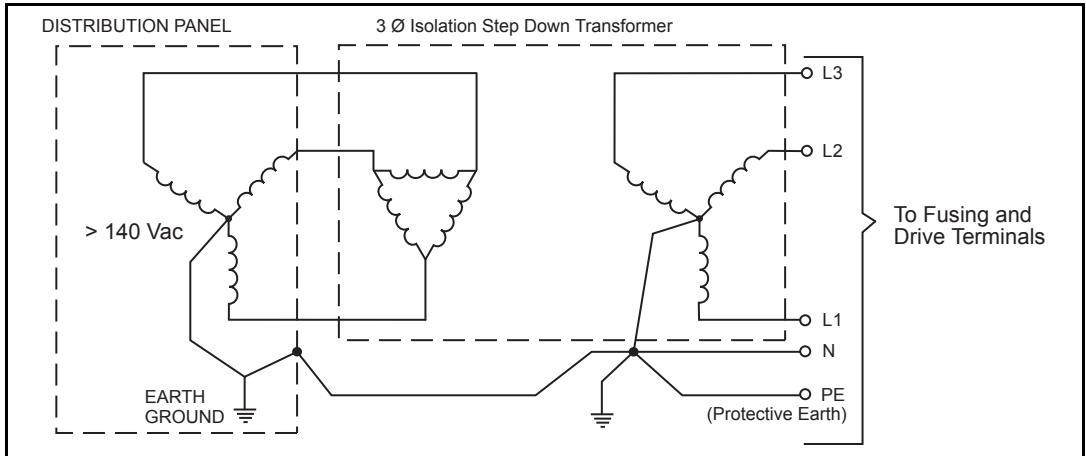 DISTRIBUTION PANEL
3 Ø Isolation Step Down Transformer
L3
L2
> 140 Vac
To Fusing and
Drive Terminals
L1
N
EARTH
GROUND
PE
(Protective Earth)